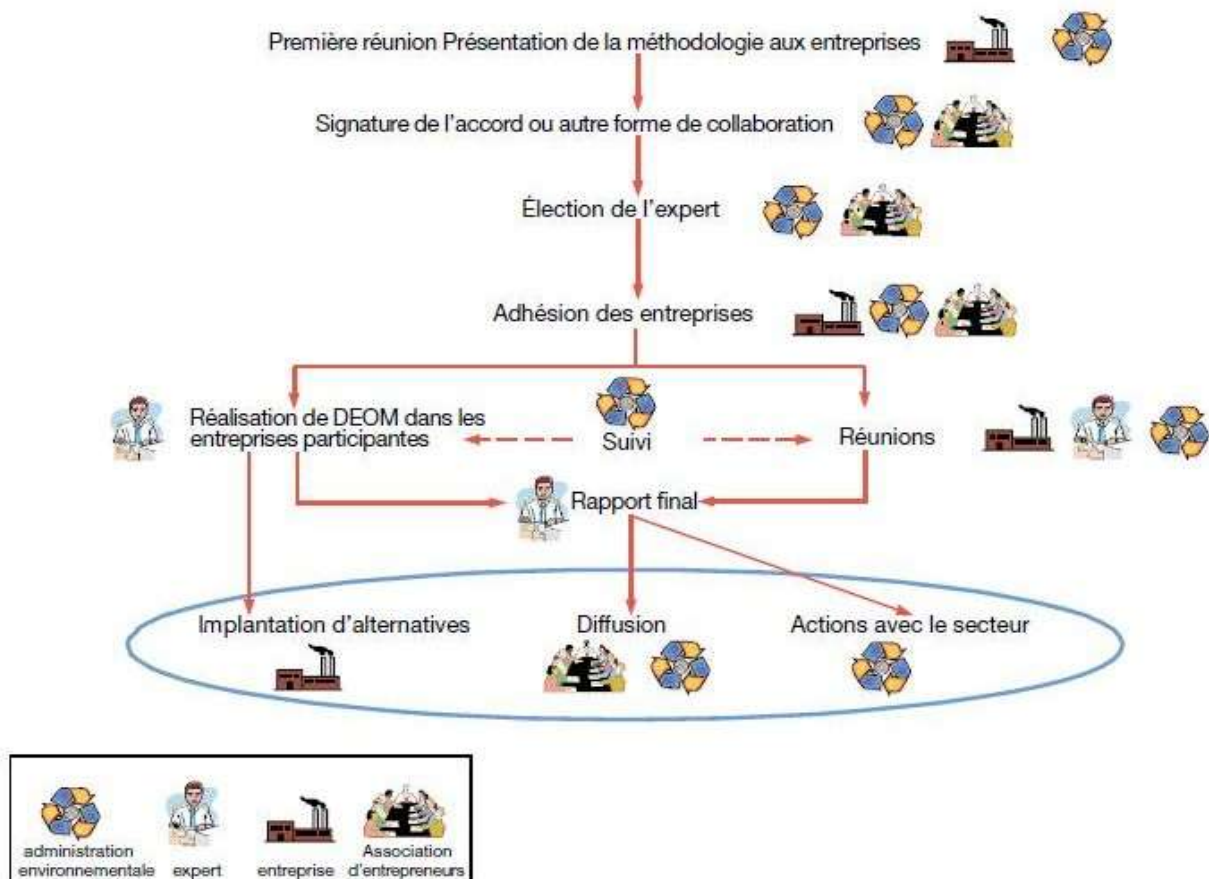 Première réunion Présentation de la méthodologie aux entreprises
Signature de l'accord ou autre forme de collaboration
Élection de l'expert
Adhésion des entreprises
Réalisation de DEOM dans les
entreprises participantes
Suivi
Réunions
Rapport final
Implantation d'alternatives
Diffusion
Actions avec le secteur
administration
environnementale
expert
entreprise
Association
d'entrepreneurs